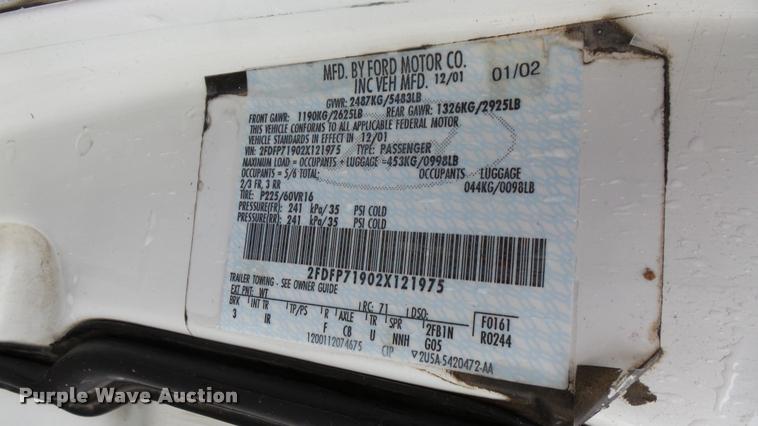 MFD. BY FORD MOTOR CO.
INC VEH MFD. 12/01 01/02
GVWR: 2487KG/5483LB
FRONT GAWR: 1190KG/2625LB REAR GAWR: 1326KG/2925LB
THIS VEHICLE CONFORMS TO ALL APPLICABLE FEDERAL MOTOR
VEHICLE STANDARDS IN EFFECT IN 12/01
VIN: 2FDFP71902X121975 TYPE: PASSENGER
MAXIMUM LOAD = OCCUPANTS + LUGGAGE =453KG/0998LB
OCCUPANTS = 5/6 TOTAL: OCCUPANTS LUGGAGE
2/3 FR, 3 RR 044KG/0098LB
TIRE: P225/60VR16
PRESSURE(FR): 241 kPa/35 PSI COLD
PRESSURE(RR): 241 kPa/35 PSI COLD
2FDFP71902X121975
TRAILER TOWING - SEE OWNER GUIDE
EXT PNT: WT RC: 71 DSO:
BRK INT TR TP/PS R AXLE TR SPR 2FB1N F0161
3 IR F C8 U NNH G05 R0244
1200112074675 CIP ▽2U5A-5420472-AA
Purple Wave Auction